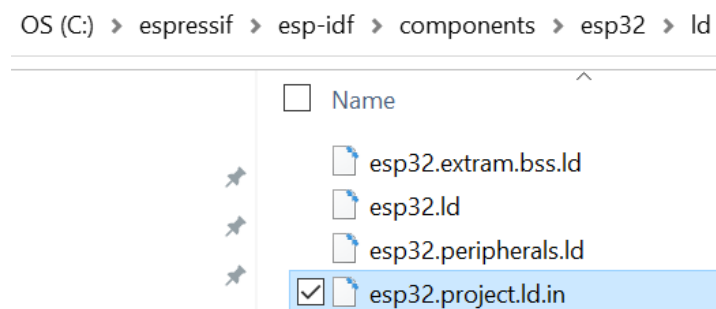 OS (C:) > espressif > esp-idf > components > esp32 > ld
Name
esp32.extram.bss.ld
esp32.ld
esp32.peripherals.ld
esp32.project.ld.in